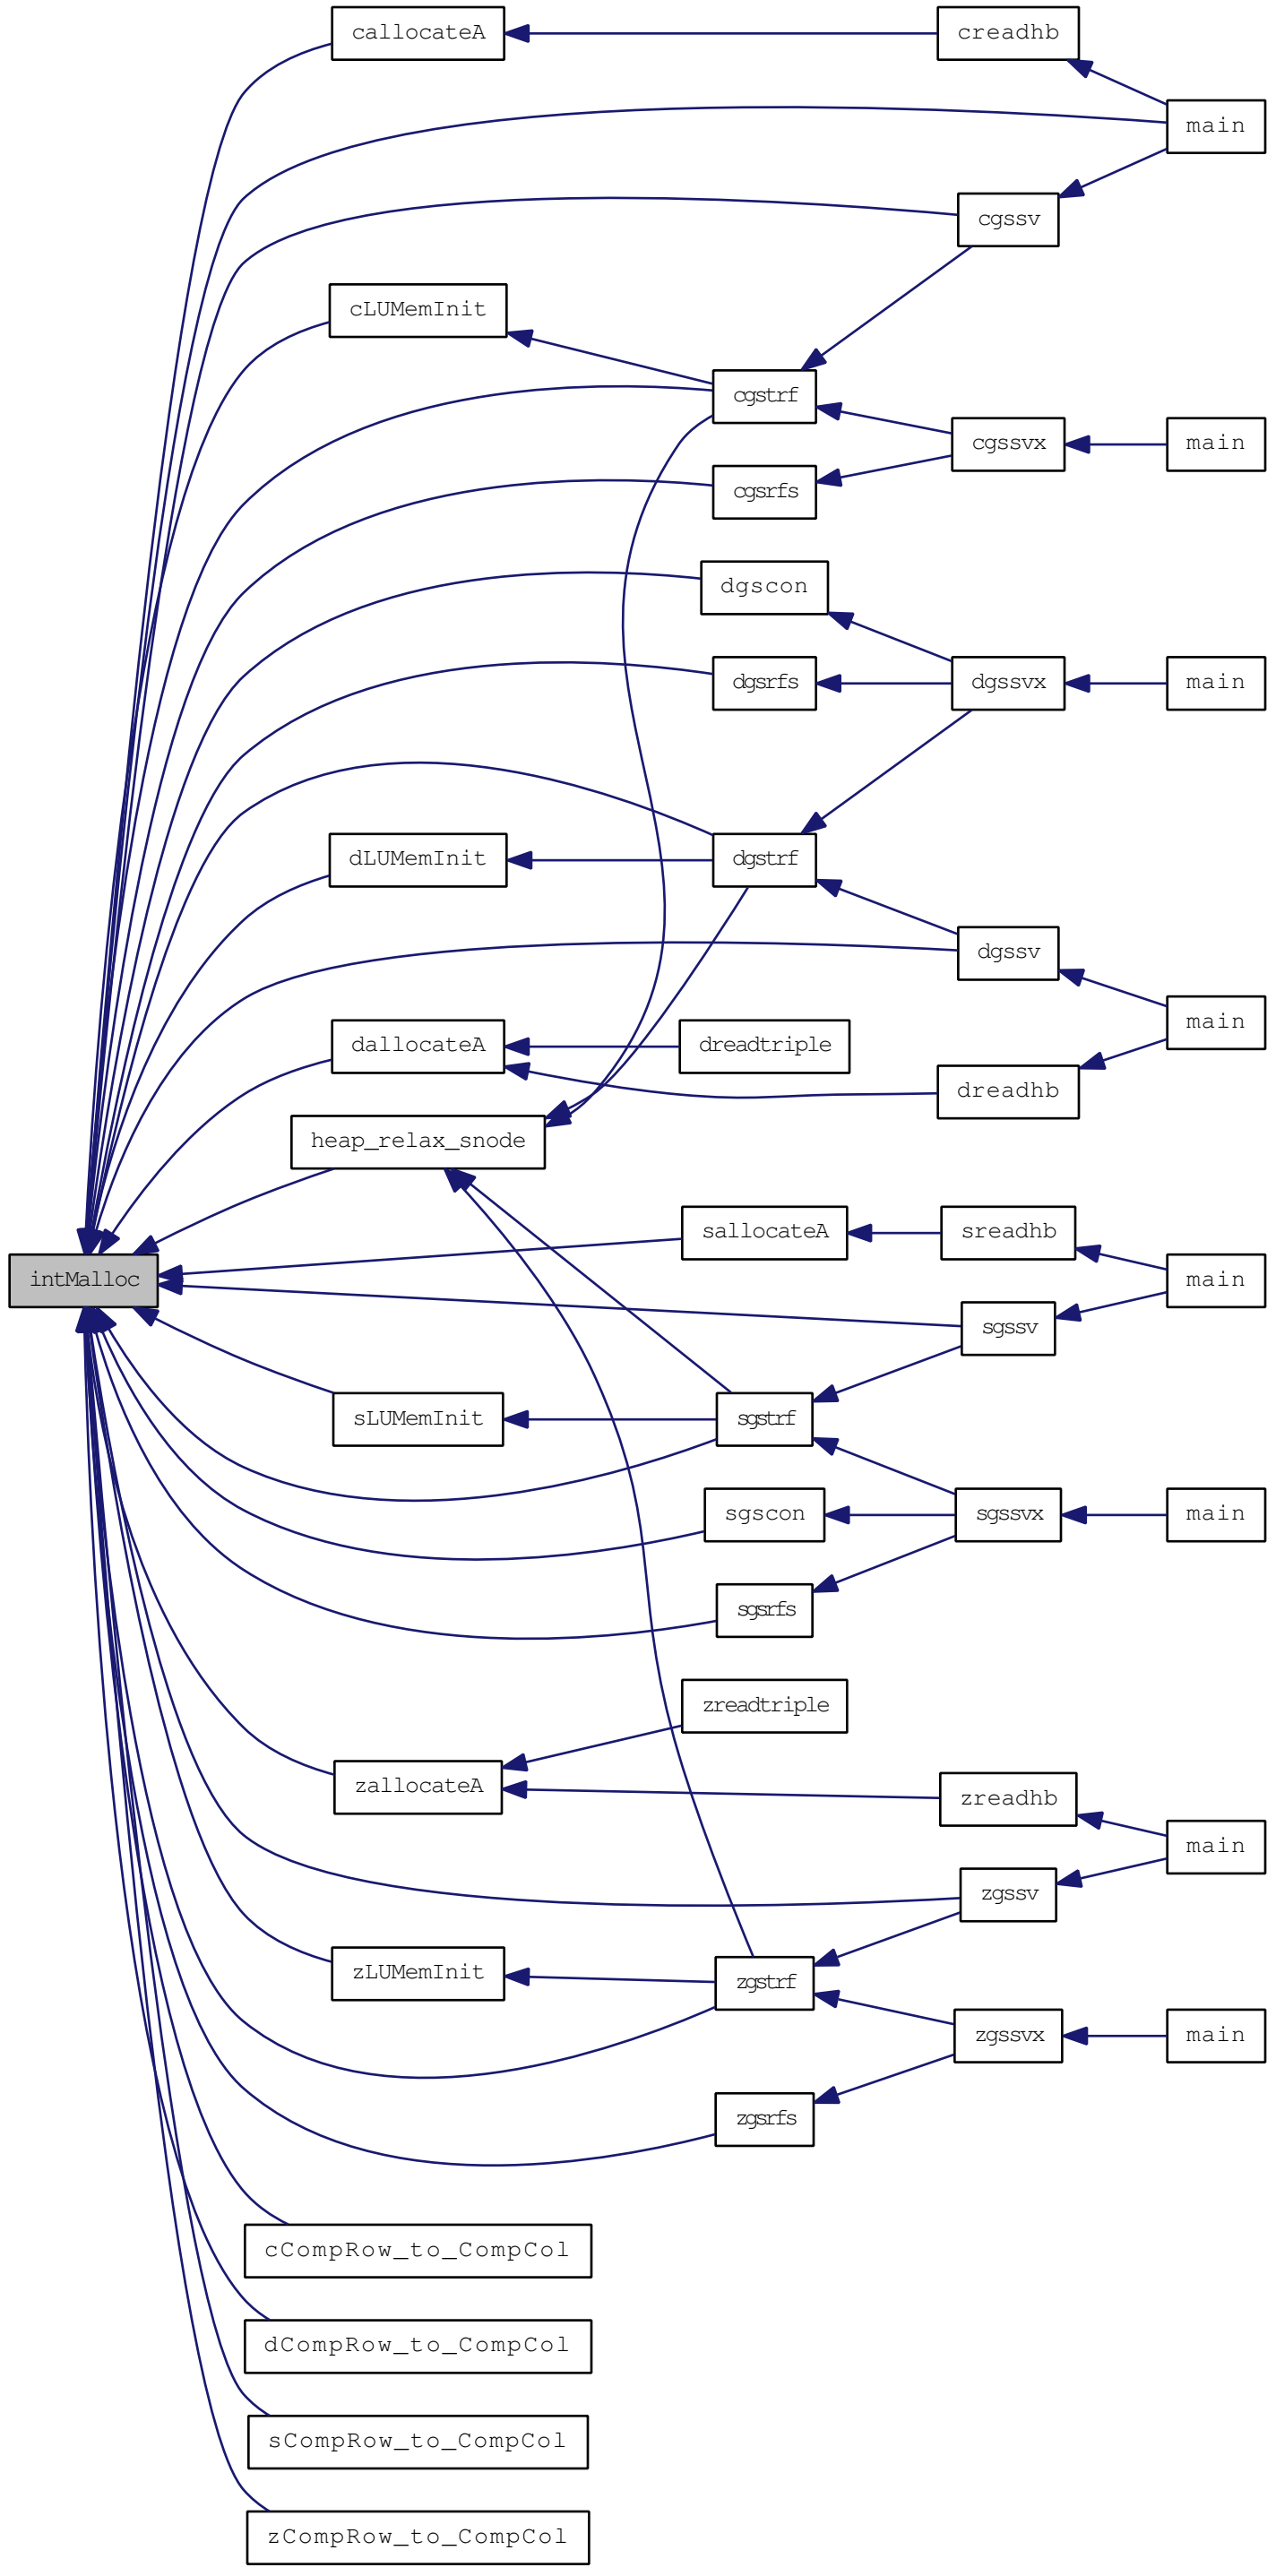 callocateA
creadhb
main
cgssv
cLUMemInit
cgstrf
cgssvx
main
cgsrfs
dgscon
dgsrfs
dgssvx
main
dLUMemInit
dgstrf
dgssv
main
dallocateA
dreadtriple
dreadhb
heap_relax_snode
sallocateA
sreadhb
intMalloc
main
sgssv
sLUMemInit
sgstrf
sgscon
sgssvx
main
sgsrfs
zreadtriple
zallocateA
zreadhb
main
zgssv
zLUMemInit
zgstrf
zgssvx
main
zgsrfs
cCompRow_to_CompCol
dCompRow_to_CompCol
sCompRow_to_CompCol
zCompRow_to_CompCol